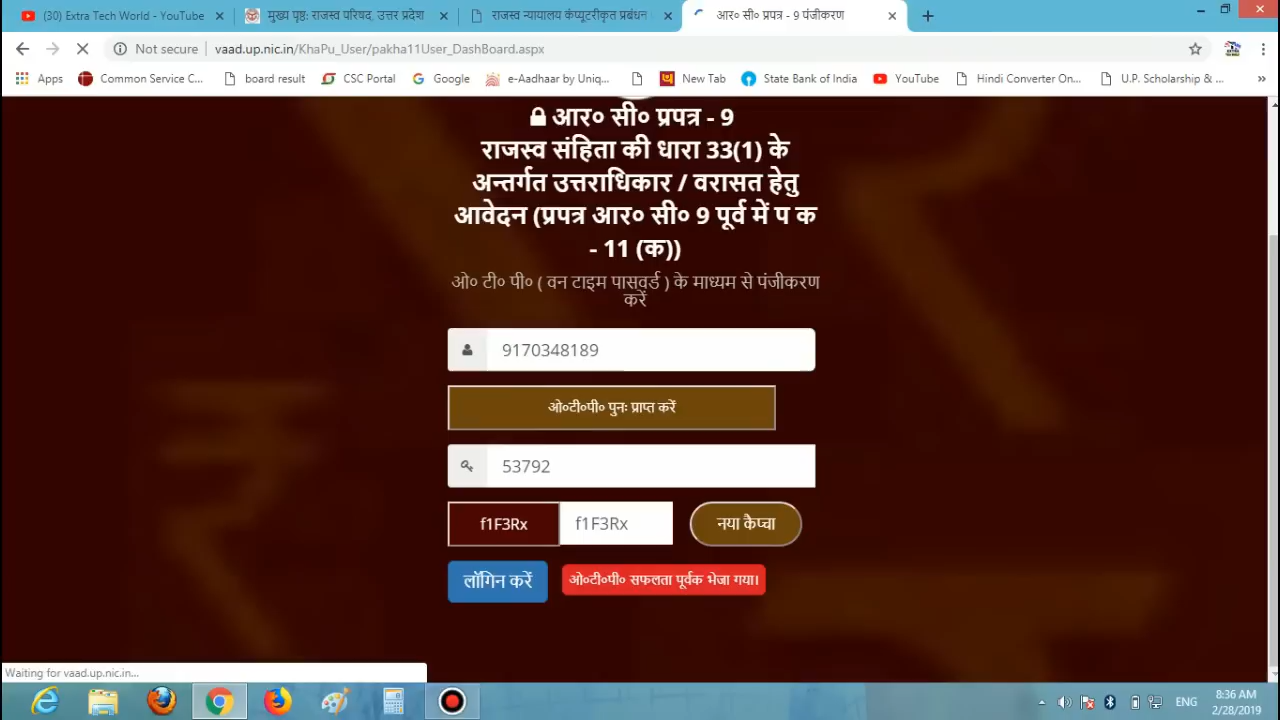 (30) Extra Tech World - YouTube
मुख्य पृष्ठ: राजस्व परिषद, उत्तर प्रदेश
राजस्व न्यायालय कंप्यूटरीकृत प्रबंधन
आर० सी० प्रपत्र - 9 पंजीकरण
Not secure
vaad.up.nic.in/KhaPu_User/pakha11User_DashBoard.aspx
Apps
Common Service C...
board result
CSC Portal
Google
e-Aadhaar by Uniq...
New Tab
State Bank of India
YouTube
Hindi Converter On...
U.P. Scholarship & ...
आर० सी० प्रपत्र - 9
राजस्व संहिता की धारा 33(1) के
अन्तर्गत उत्तराधिकार / वरासत हेतु
आवेदन (प्रपत्र आर० सी० 9 पूर्व में प क
- 11 (क))
ओ० टी० पी० ( वन टाइम पासवर्ड ) के माध्यम से पंजीकरण
करें
9170348189
ओ०टी०पी० पुनः प्राप्त करें
53792
f1F3Rx
f1F3Rx
नया कैप्चा
लॉगिन करें
ओ०टी०पी० सफलता पूर्वक भेजा गया।
Waiting for vaad.up.nic.in...
ENG
8:36 AM
2/28/2019